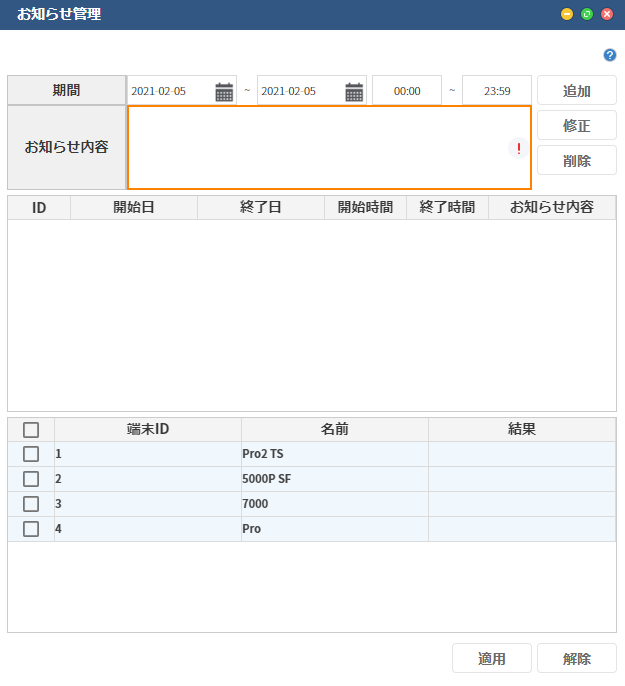 お知らせ管理
?
期間 2021-02-05 ~ 2021-02-05 00:00 ~ 23:59 追加
お知らせ内容 ! 修正
削除
ID 開始日 終了日 開始時間 終了時間 お知らせ内容
端末ID 名前 結果
1 Pro2 TS
2 5000P SF
3 7000
4 Pro
適用 解除